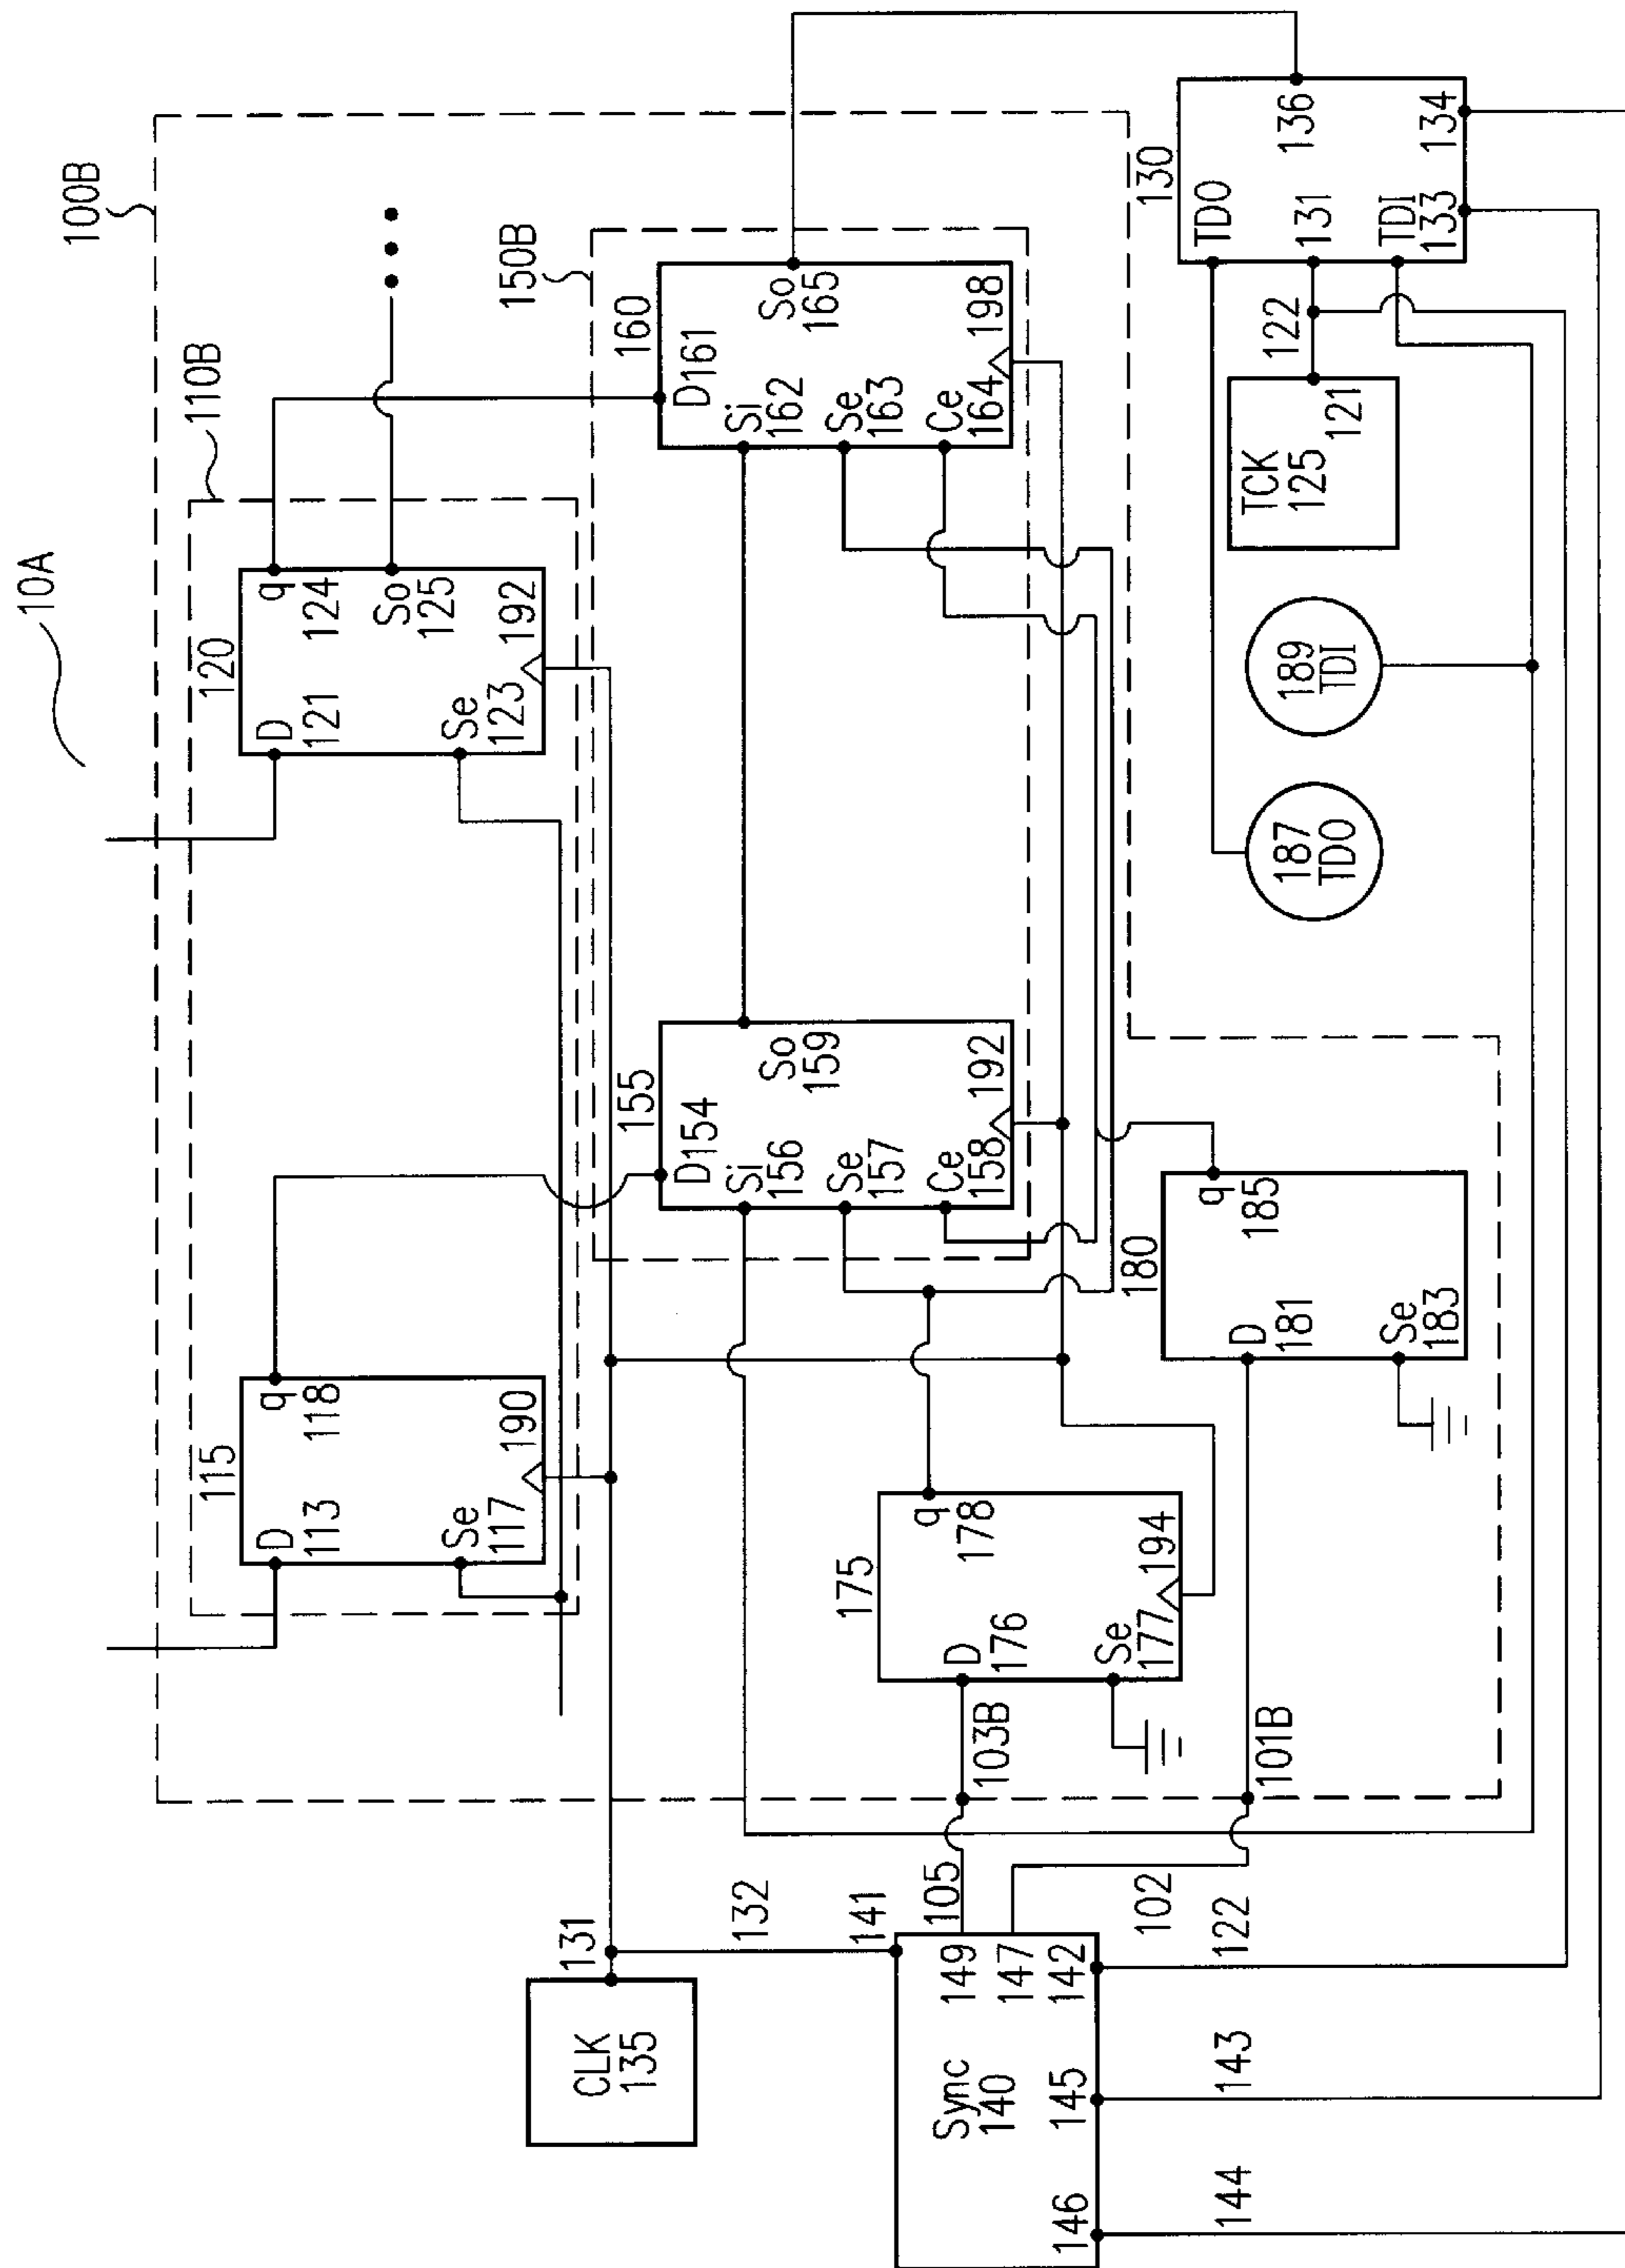 10A
100B
110B
150B
115
D
113
q
118
Se
117
190
120
D
121
q
124
So
125
Se
123
192
CLK
135
131
132
141
155
D154
Si
156
So
159
Se
157
Ce
158
192
160
D161
Si
162
So
165
Se
163
Ce
164
198
175
D
176
q
178
Se
177
194
180
D
181
q
185
Se
183
103B
101B
105
102
Sync
140
149
147
142
145
146
122
143
144
187
TDO
189
TDI
TCK
125
121
122
130
TDO
131
TDI
133
136
134